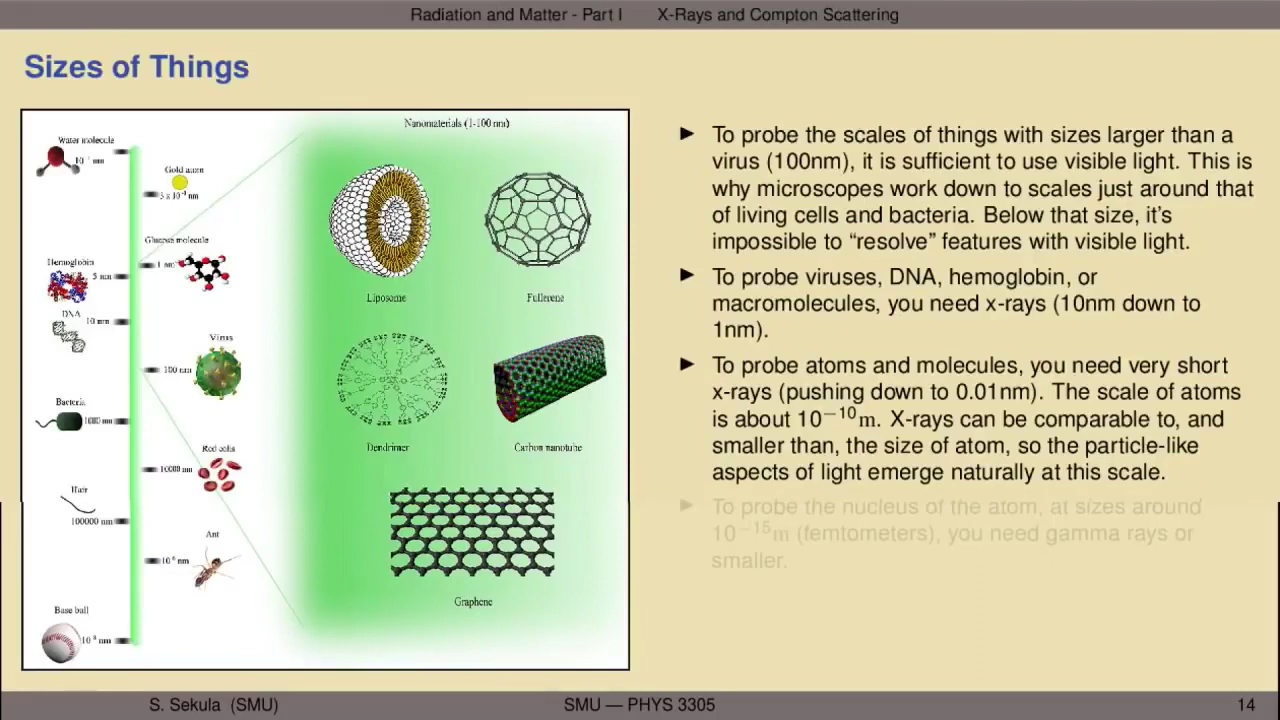 Radiation and Matter - Part I X-Rays and Compton Scattering
Sizes of Things
Nanomaterials (1-100 nm)
Water molecule
Gold atom
Glucose molecule
1 nm
Hemoglobin
5 nm
DNA
10 nm
Virus
100 nm
Bacteria
1000 nm
Red cells
10000 nm
Hair
100000 nm
Ant
10⁶ nm
Base ball
Liposome
Fullerene
Dendrimer
Carbon nanotube
Graphene
▶ To probe the scales of things with sizes larger than a
virus (100nm), it is sufficient to use visible light. This is
why microscopes work down to scales just around that
of living cells and bacteria. Below that size, it's
impossible to “resolve” features with visible light.
▶ To probe viruses, DNA, hemoglobin, or
macromolecules, you need x-rays (10nm down to
1nm).
▶ To probe atoms and molecules, you need very short
x-rays (pushing down to 0.01nm). The scale of atoms
is about 10⁻¹⁰m. X-rays can be comparable to, and
smaller than, the size of atom, so the particle-like
aspects of light emerge naturally at this scale.
▶ To probe the nucleus of the atom, at sizes around
10⁻¹⁵m (femtometers), you need gamma rays or
smaller.
S. Sekula (SMU) SMU — PHYS 3305 14